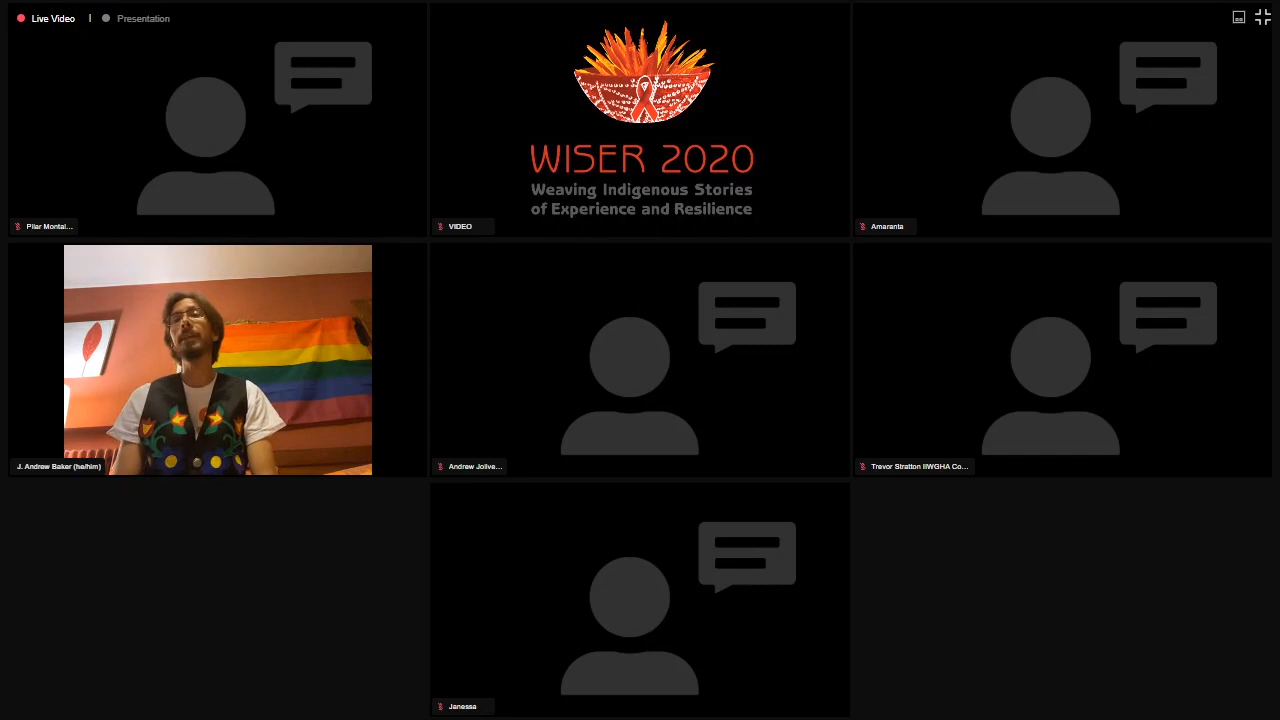 Live Video
Presentation
WISER 2020
Weaving Indigenous Stories
of Experience and Resilience
Pilar Montal...
VIDEO
Amaranta
J. Andrew Baker (he/him)
Andrew Jolive...
Trevor Stratton IIWGHA Co...
Janessa